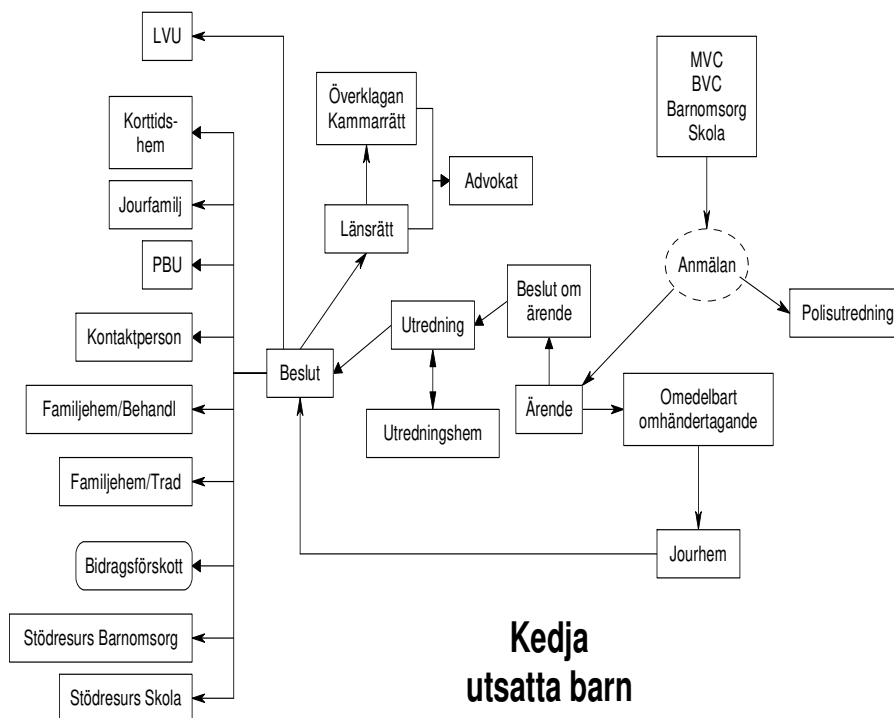 LVU
MVC
BVC
Barnomsorg
Skola
Överklagan
Kammarrätt
Korttids-
hem
Advokat
Jourfamilj
Länsrätt
PBU
Anmälan
Beslut om
ärende
Polisutredning
Utredning
Kontaktperson
Beslut
Familjehem/Behandl
Utredningshem
Ärende
Omedelbart
omhändertagande
Familjehem/Trad
Bidragsförskott
Jourhem
Stödresurs Barnomsorg
Stödresurs Skola
Kedja
utsatta barn